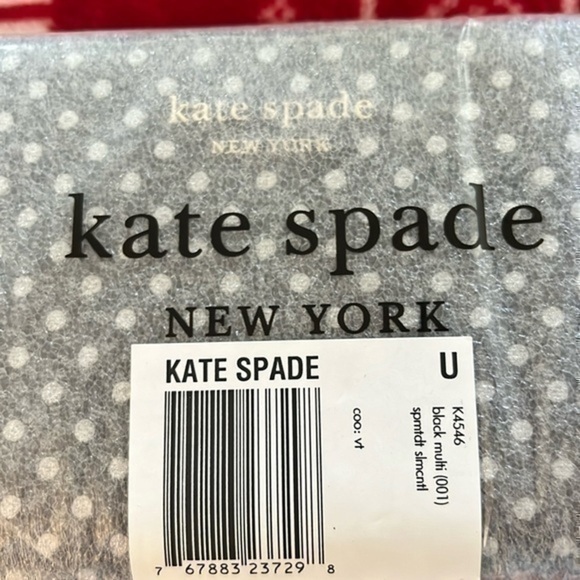 kate spade
NEW YORK
kate spade
NEW YORK
KATE SPADE
U
K4546
black multi (001)
spmtdt slmcntl
coo: vt
7 67883 23729 8